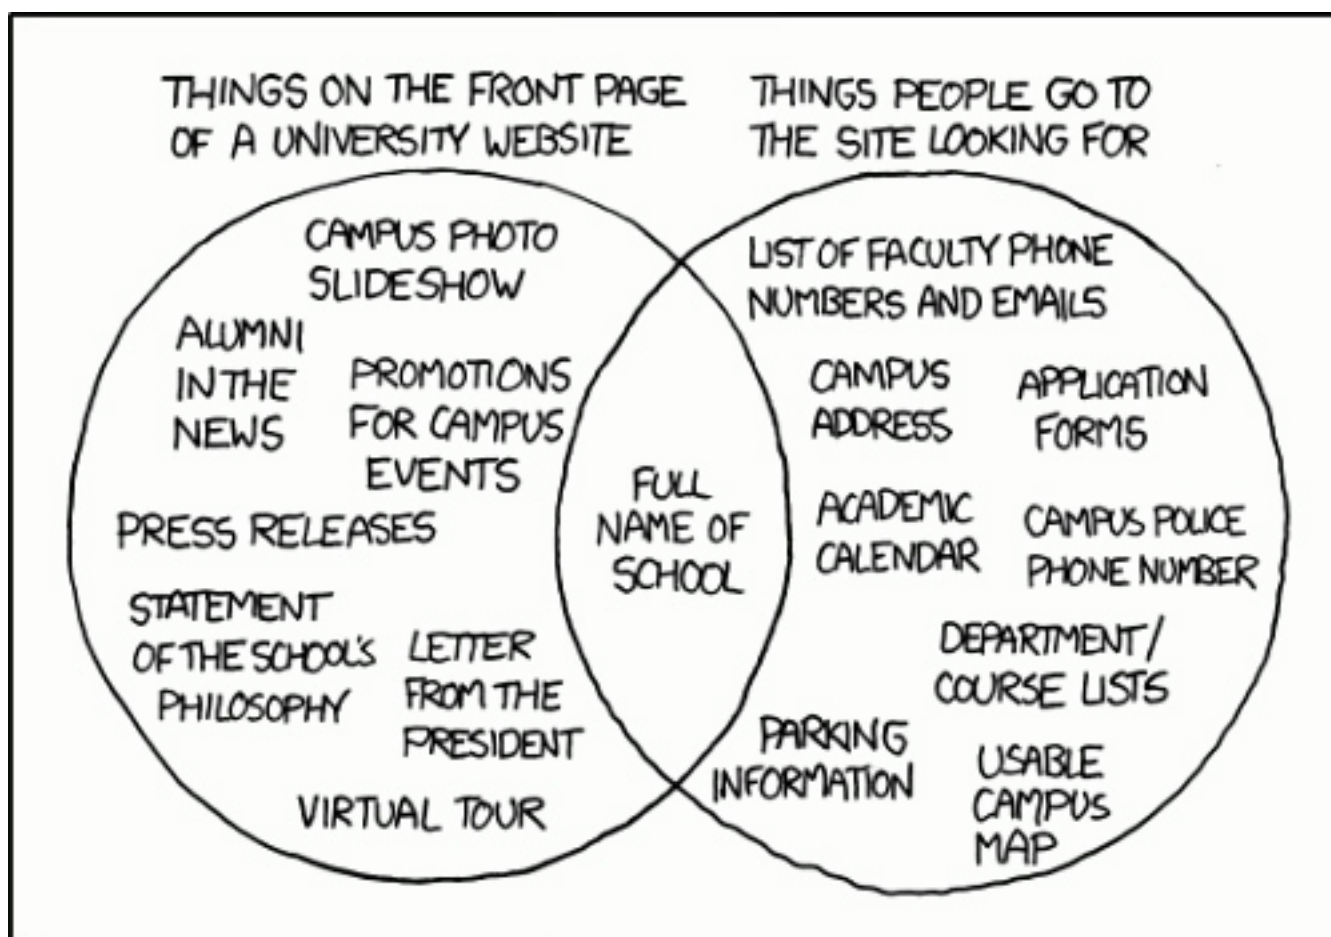 THINGS ON THE FRONT PAGE
OF A UNIVERSITY WEBSITE
THINGS PEOPLE GO TO
THE SITE LOOKING FOR
CAMPUS PHOTO
SLIDESHOW
ALUMNI
IN THE
NEWS
PROMOTIONS
FOR CAMPUS
EVENTS
PRESS RELEASES
STATEMENT
OF THE SCHOOL'S
PHILOSOPHY
LETTER
FROM THE
PRESIDENT
VIRTUAL TOUR
FULL
NAME OF
SCHOOL
LIST OF FACULTY PHONE
NUMBERS AND EMAILS
CAMPUS
ADDRESS
APPLICATION
FORMS
ACADEMIC
CALENDAR
CAMPUS POLICE
PHONE NUMBER
DEPARTMENT/
COURSE LISTS
PARKING
INFORMATION
USABLE
CAMPUS
MAP